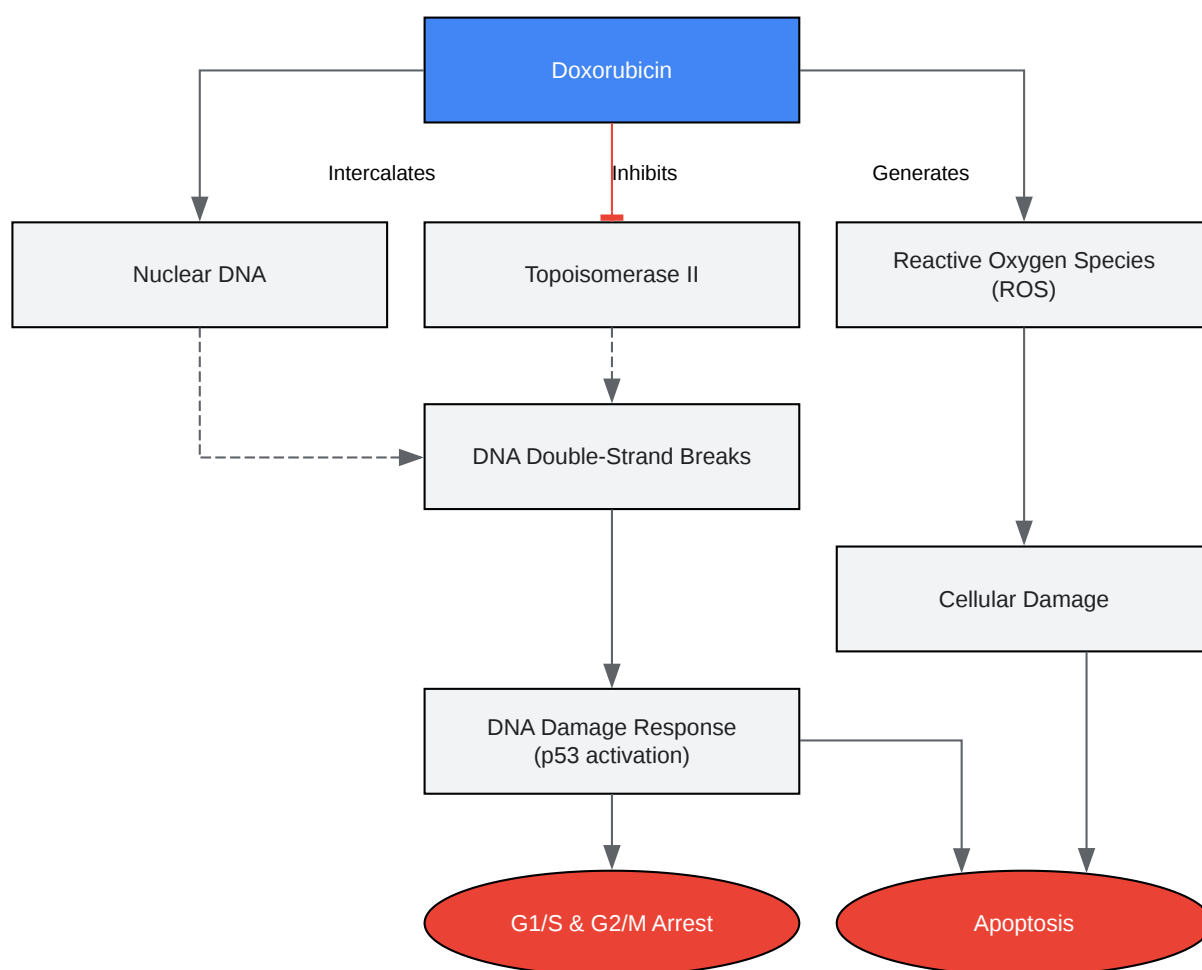 Doxorubicin
Intercalates
Inhibits
Generates
Nuclear DNA
Topoisomerase II
Reactive Oxygen Species
(ROS)
DNA Double-Strand Breaks
Cellular Damage
DNA Damage Response
(p53 activation)
G1/S & G2/M Arrest
Apoptosis